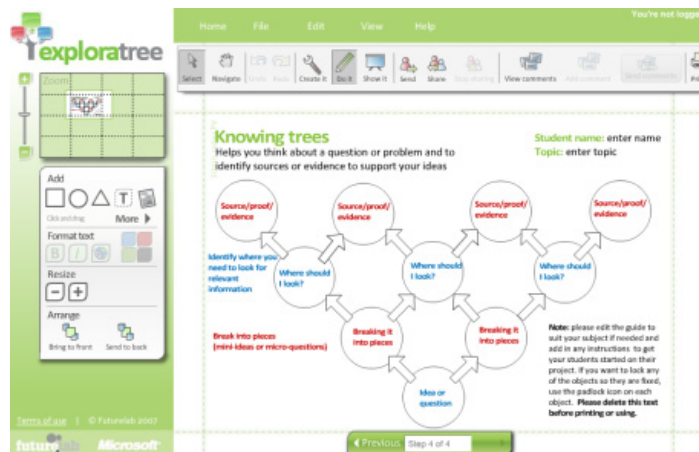 Home File Edit View Help
You're not logge
exploratree
Select Navigate Undo Redo Create it Do it Show it Send Share Stop sharing View comments Add comment Send comments Pri
Zoom
Add
Click and drag More
T
Format text
B I
Resize
Arrange
Bring to front Send to back
Terms of use | © Futurelab 2007
futurelab Microsoft
Knowing trees
Helps you think about a question or problem and to
identify sources or evidence to support your ideas
Student name: enter name
Topic: enter topic
Source/proof/
evidence
Source/proof/
evidence
Source/proof/
evidence
Source/proof/
evidence
Identify where you
need to look for
relevant
information
Where should
I look?
Where should
I look?
Where should
I look?
Break into pieces
(mini-ideas or micro-questions)
Breaking it
into pieces
Breaking it
into pieces
Idea or
question
Note: please edit the guide to
suit your subject if needed and
add in any instructions to get
your students started on their
project. If you want to lock any
of the objects so they are fixed,
use the padlock icon on each
object. Please delete this text
before printing or using.
Previous Step 4 of 4